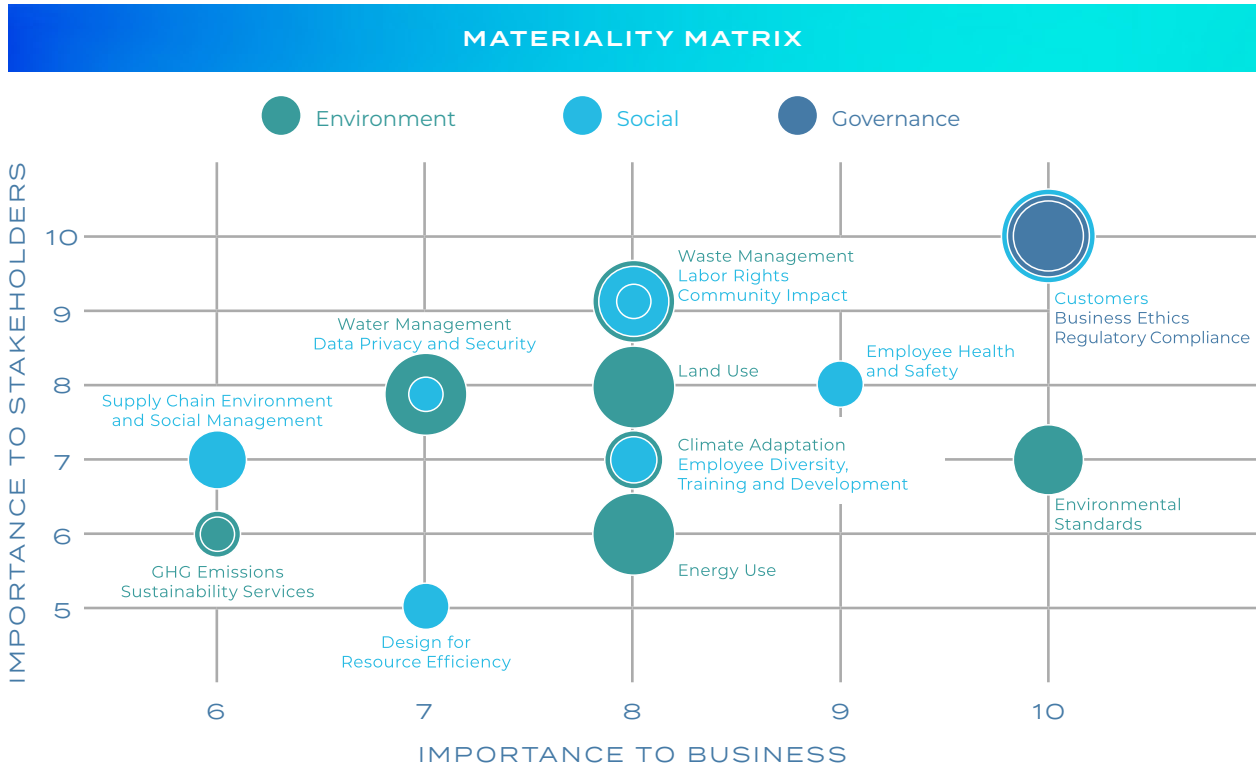 MATERIALITY MATRIX
Environment
Social
Governance
IMPORTANCE TO STAKEHOLDERS
10
9
8
7
6
5
Waste Management
Labor Rights
Community Impact
Customers
Business Ethics
Regulatory Compliance
Water Management
Data Privacy and Security
Employee Health
and Safety
Land Use
Supply Chain Environment
and Social Management
Climate Adaptation
Employee Diversity,
Training and Development
Environmental
Standards
GHG Emissions
Sustainability Services
Energy Use
Design for
Resource Efficiency
6
7
8
9
10
IMPORTANCE TO BUSINESS